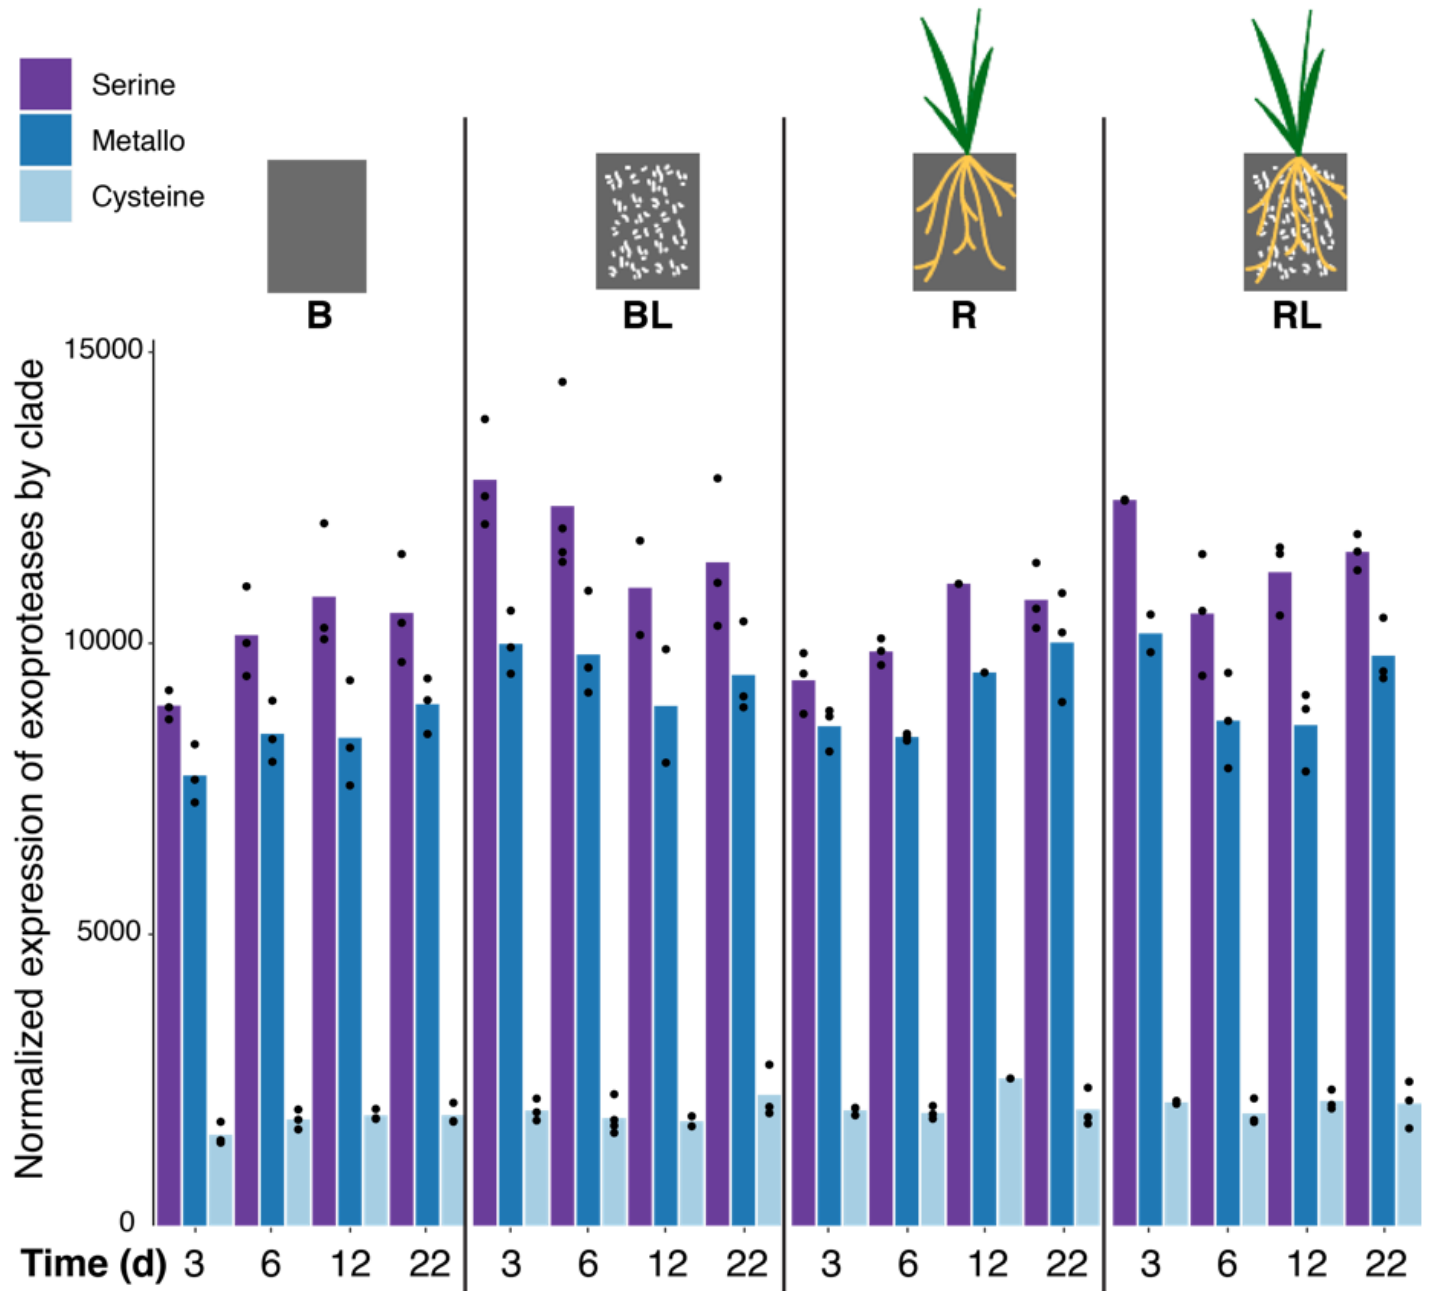 Serine
Metallo
Cysteine
B
BL
R
RL
Normalized expression of exoproteases by clade
15000
10000
5000
0
Time (d) 3 6 12 22 3 6 12 22 3 6 12 22 3 6 12 22